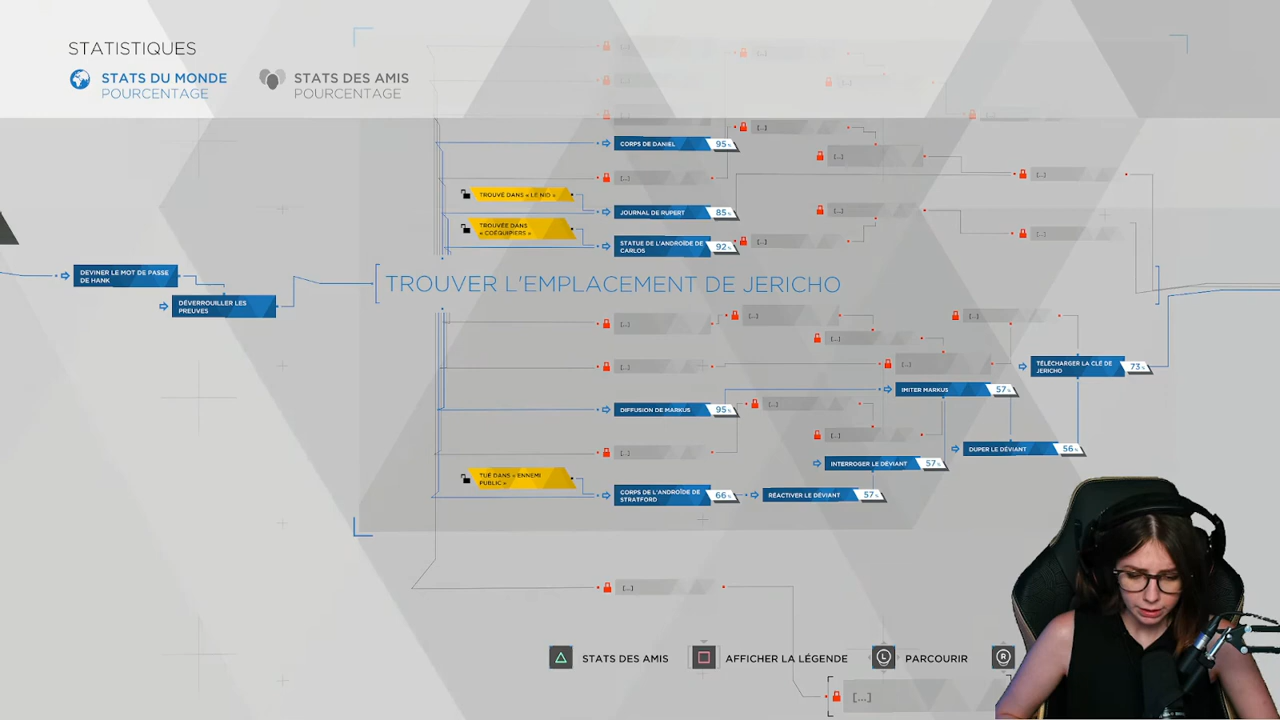 STATISTIQUES
STATS DU MONDE
POURCENTAGE
STATS DES AMIS
POURCENTAGE
[...]
CORPS DE DANIEL 95%
[...]
[...]
[...]
TROUVÉ DANS « LE NID »
JOURNAL DE RUPERT 85%
[...]
TROUVÉE DANS
« COÉQUIPIERS »
STATUE DE L'ANDROÏDE DE
CARLOS
92%
[...]
[...]
DEVINER LE MOT DE PASSE
DE HANK
DÉVERROUILLER LES
PREUVES
TROUVER L'EMPLACEMENT DE JERICHO
[...]
[...]
[...]
[...]
[...]
[...]
TÉLÉCHARGER LA CLÉ DE
JERICHO
73%
IMITER MARKUS 57%
DIFFUSION DE MARKUS 95%
[...]
[...]
[...]
DUPER LE DÉVIANT 56%
INTERROGER LE DÉVIANT 57%
TUÉ DANS « ENNEMI
PUBLIC »
CORPS DE L'ANDROÏDE DE
STRATFORD
66%
RÉACTIVER LE DÉVIANT 57%
[...]
STATS DES AMIS
AFFICHER LA LÉGENDE
L
PARCOURIR
R
[...]